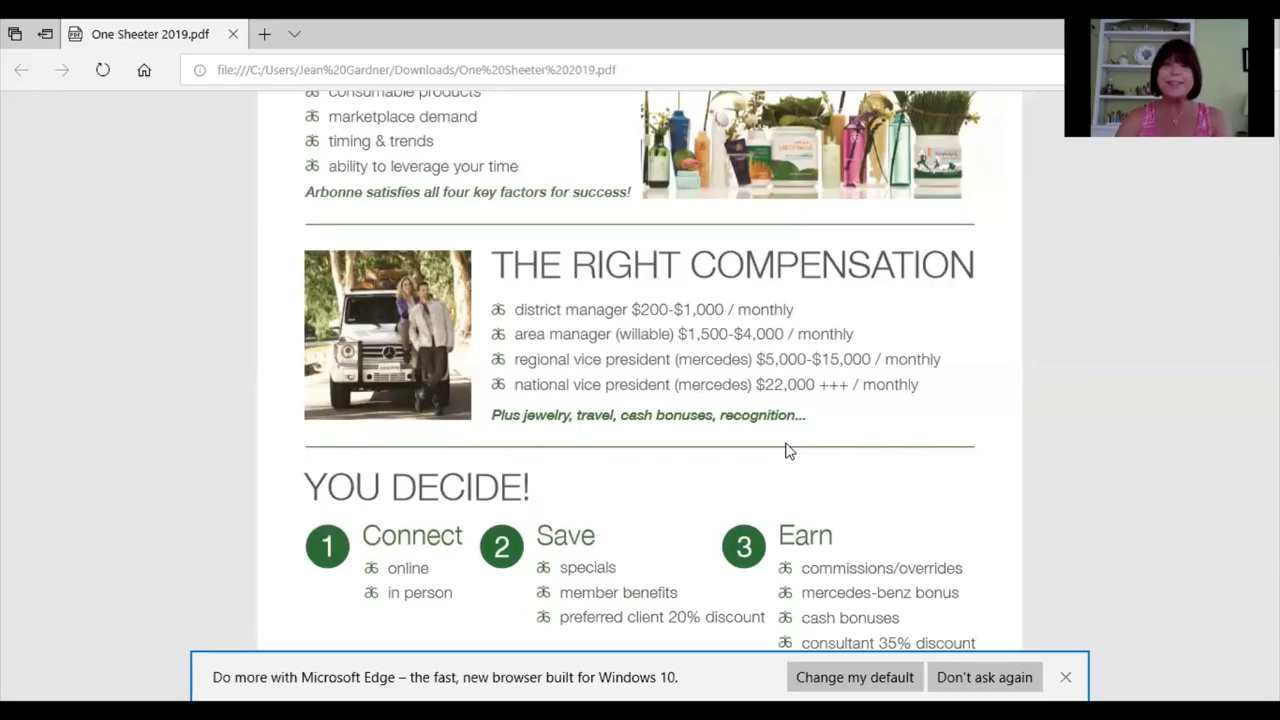 One Sheeter 2019.pdf
file:///C:/Users/Jean%20Gardner/Downloads/One%20Sheeter%202019.pdf
consumable products
marketplace demand
timing & trends
ability to leverage your time
Arbonne satisfies all four key factors for success!
THE RIGHT COMPENSATION
district manager $200-$1,000 / monthly
area manager (willable) $1,500-$4,000 / monthly
regional vice president (mercedes) $5,000-$15,000 / monthly
national vice president (mercedes) $22,000 +++ / monthly
Plus jewelry, travel, cash bonuses, recognition...
YOU DECIDE!
1 Connect
online
in person
2 Save
specials
member benefits
preferred client 20% discount
3 Earn
commissions/overrides
mercedes-benz bonus
cash bonuses
consultant 35% discount
Do more with Microsoft Edge – the fast, new browser built for Windows 10.
Change my default
Don't ask again